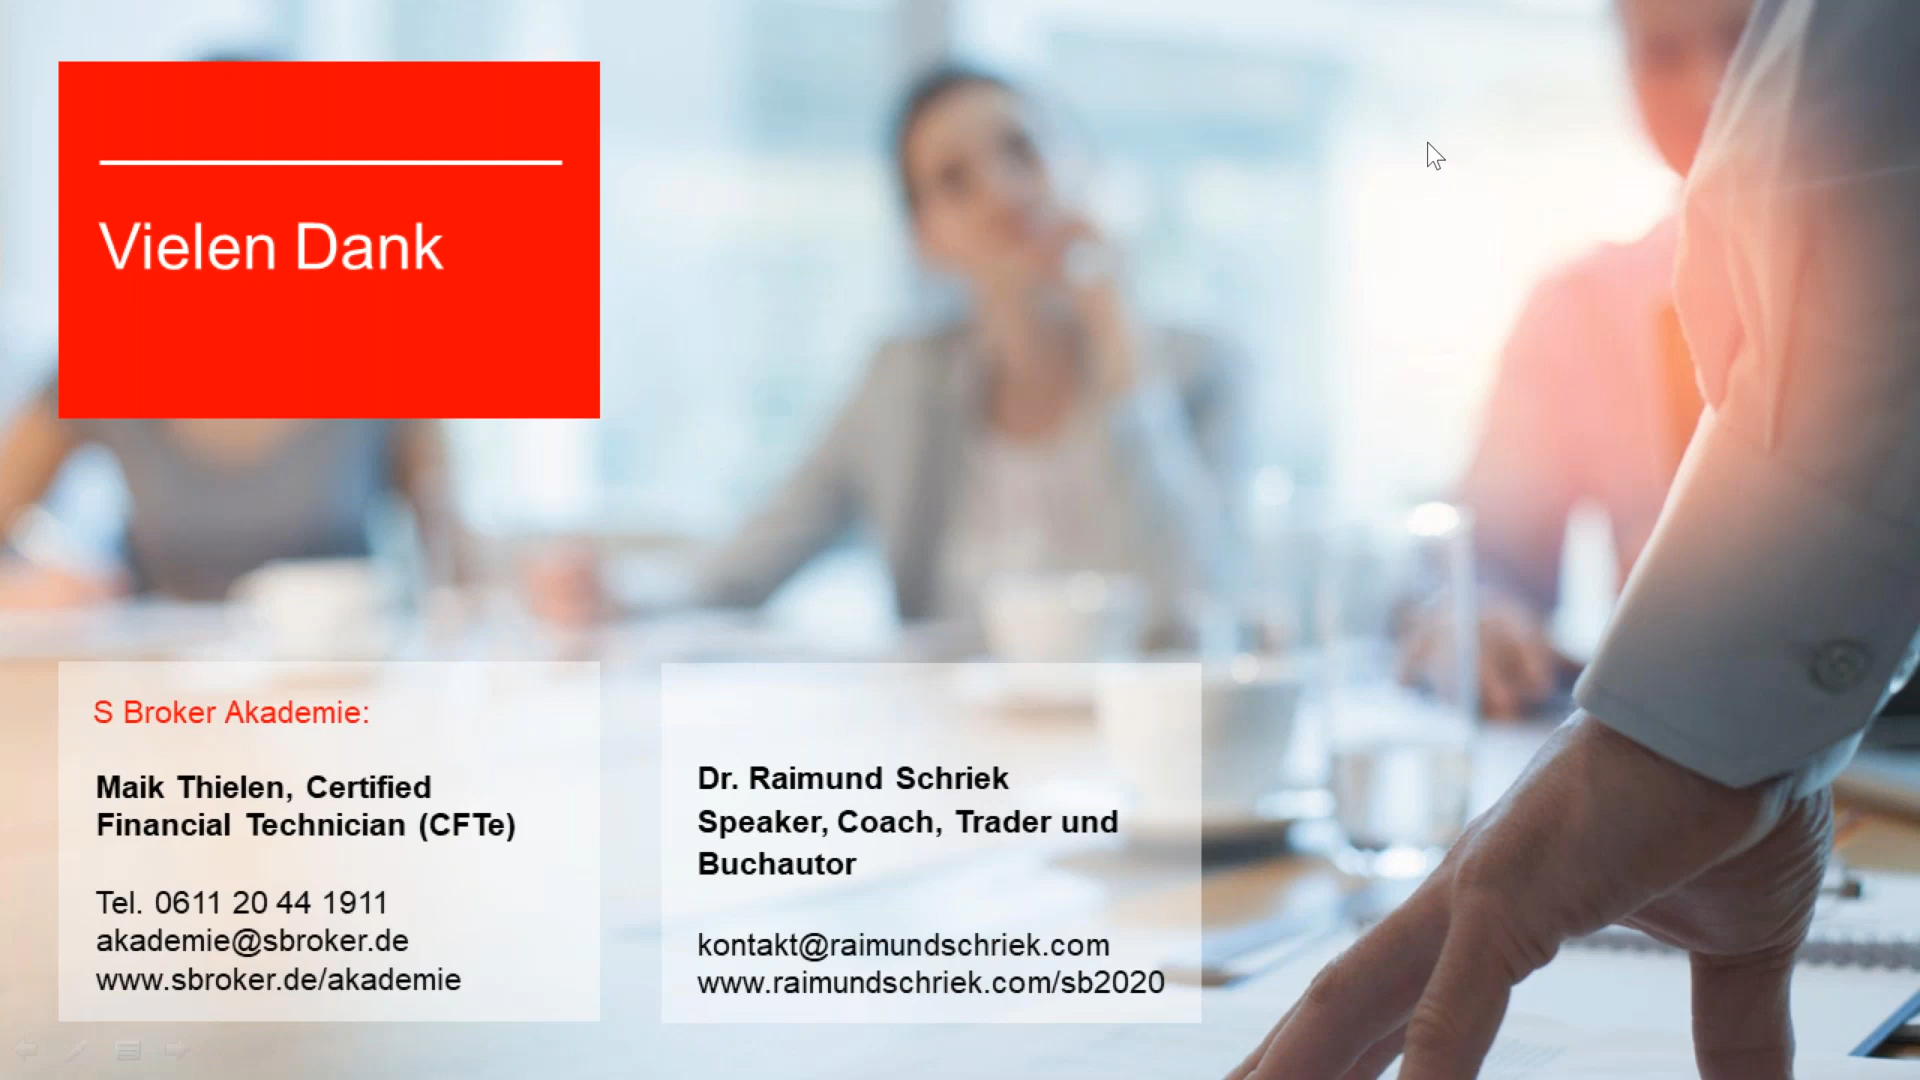 Vielen Dank
S Broker Akademie:
Maik Thielen, Certified
Financial Technician (CFTe)
Tel. 0611 20 44 1911
akademie@sbroker.de
www.sbroker.de/akademie
Dr. Raimund Schriek
Speaker, Coach, Trader und
Buchautor
kontakt@raimundschriek.com
www.raimundschriek.com/sb2020